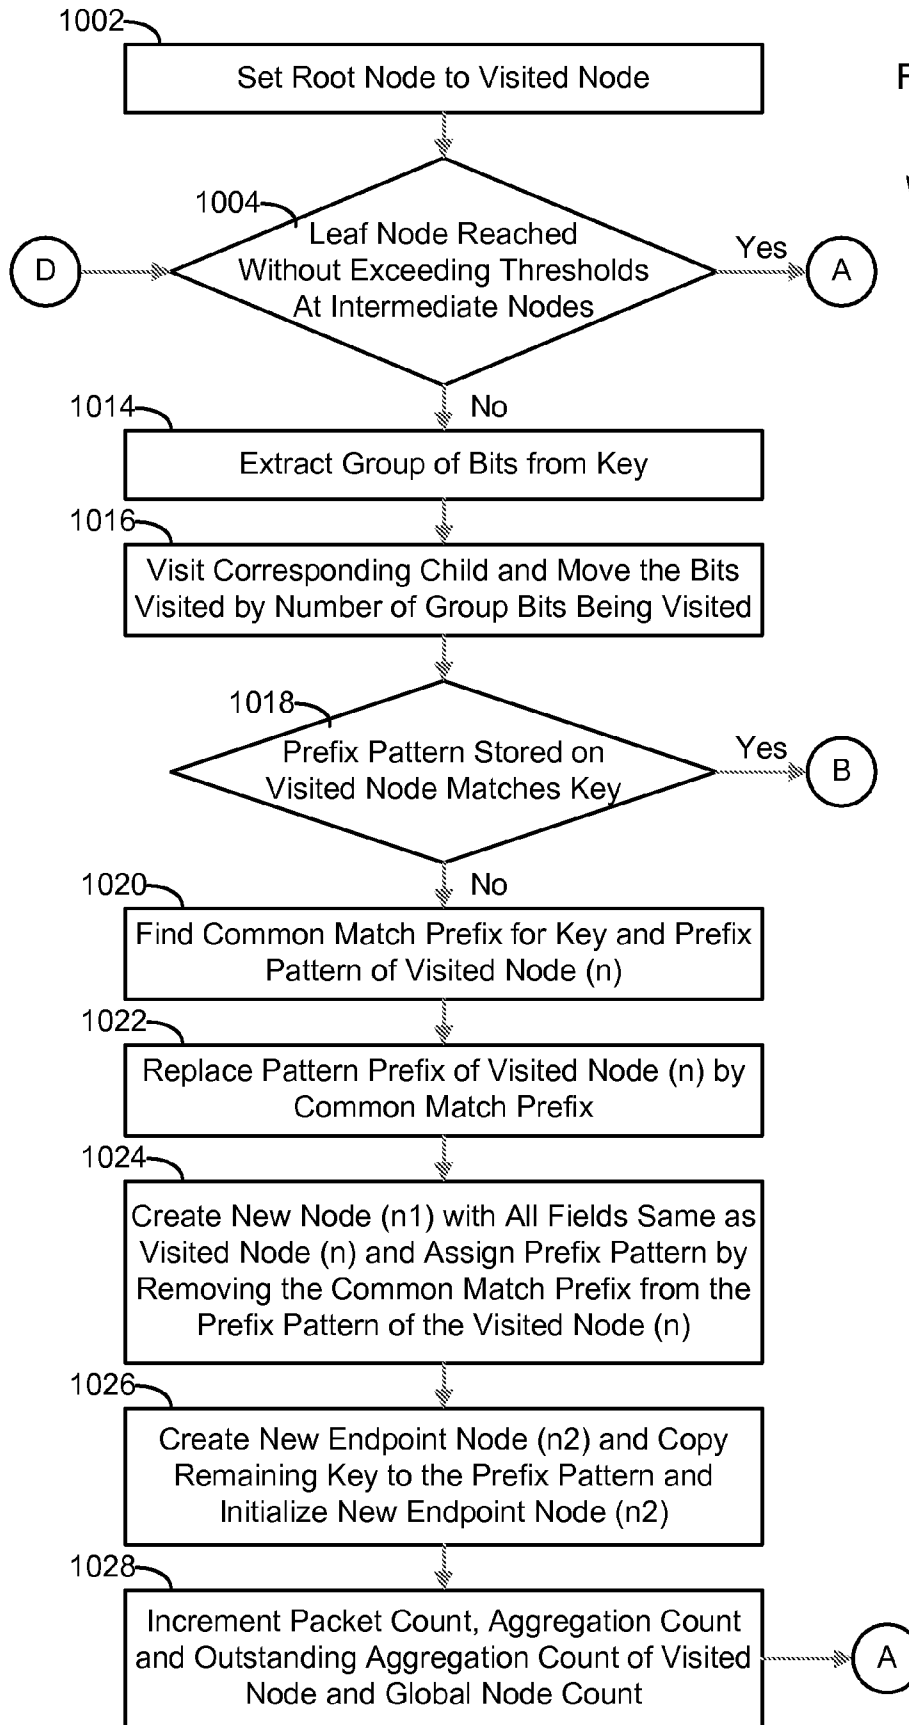 1002
Set Root Node to Visited Node
F
1004
Leaf Node Reached
Without Exceeding Thresholds
At Intermediate Nodes
D
Yes
A
No
1014
Extract Group of Bits from Key
1016
Visit Corresponding Child and Move the Bits
Visited by Number of Group Bits Being Visited
1018
Prefix Pattern Stored on
Visited Node Matches Key
Yes
B
No
1020
Find Common Match Prefix for Key and Prefix
Pattern of Visited Node (n)
1022
Replace Pattern Prefix of Visited Node (n) by
Common Match Prefix
1024
Create New Node (n1) with All Fields Same as
Visited Node (n) and Assign Prefix Pattern by
Removing the Common Match Prefix from the
Prefix Pattern of the Visited Node (n)
1026
Create New Endpoint Node (n2) and Copy
Remaining Key to the Prefix Pattern and
Initialize New Endpoint Node (n2)
1028
Increment Packet Count, Aggregation Count
and Outstanding Aggregation Count of Visited
Node and Global Node Count
A